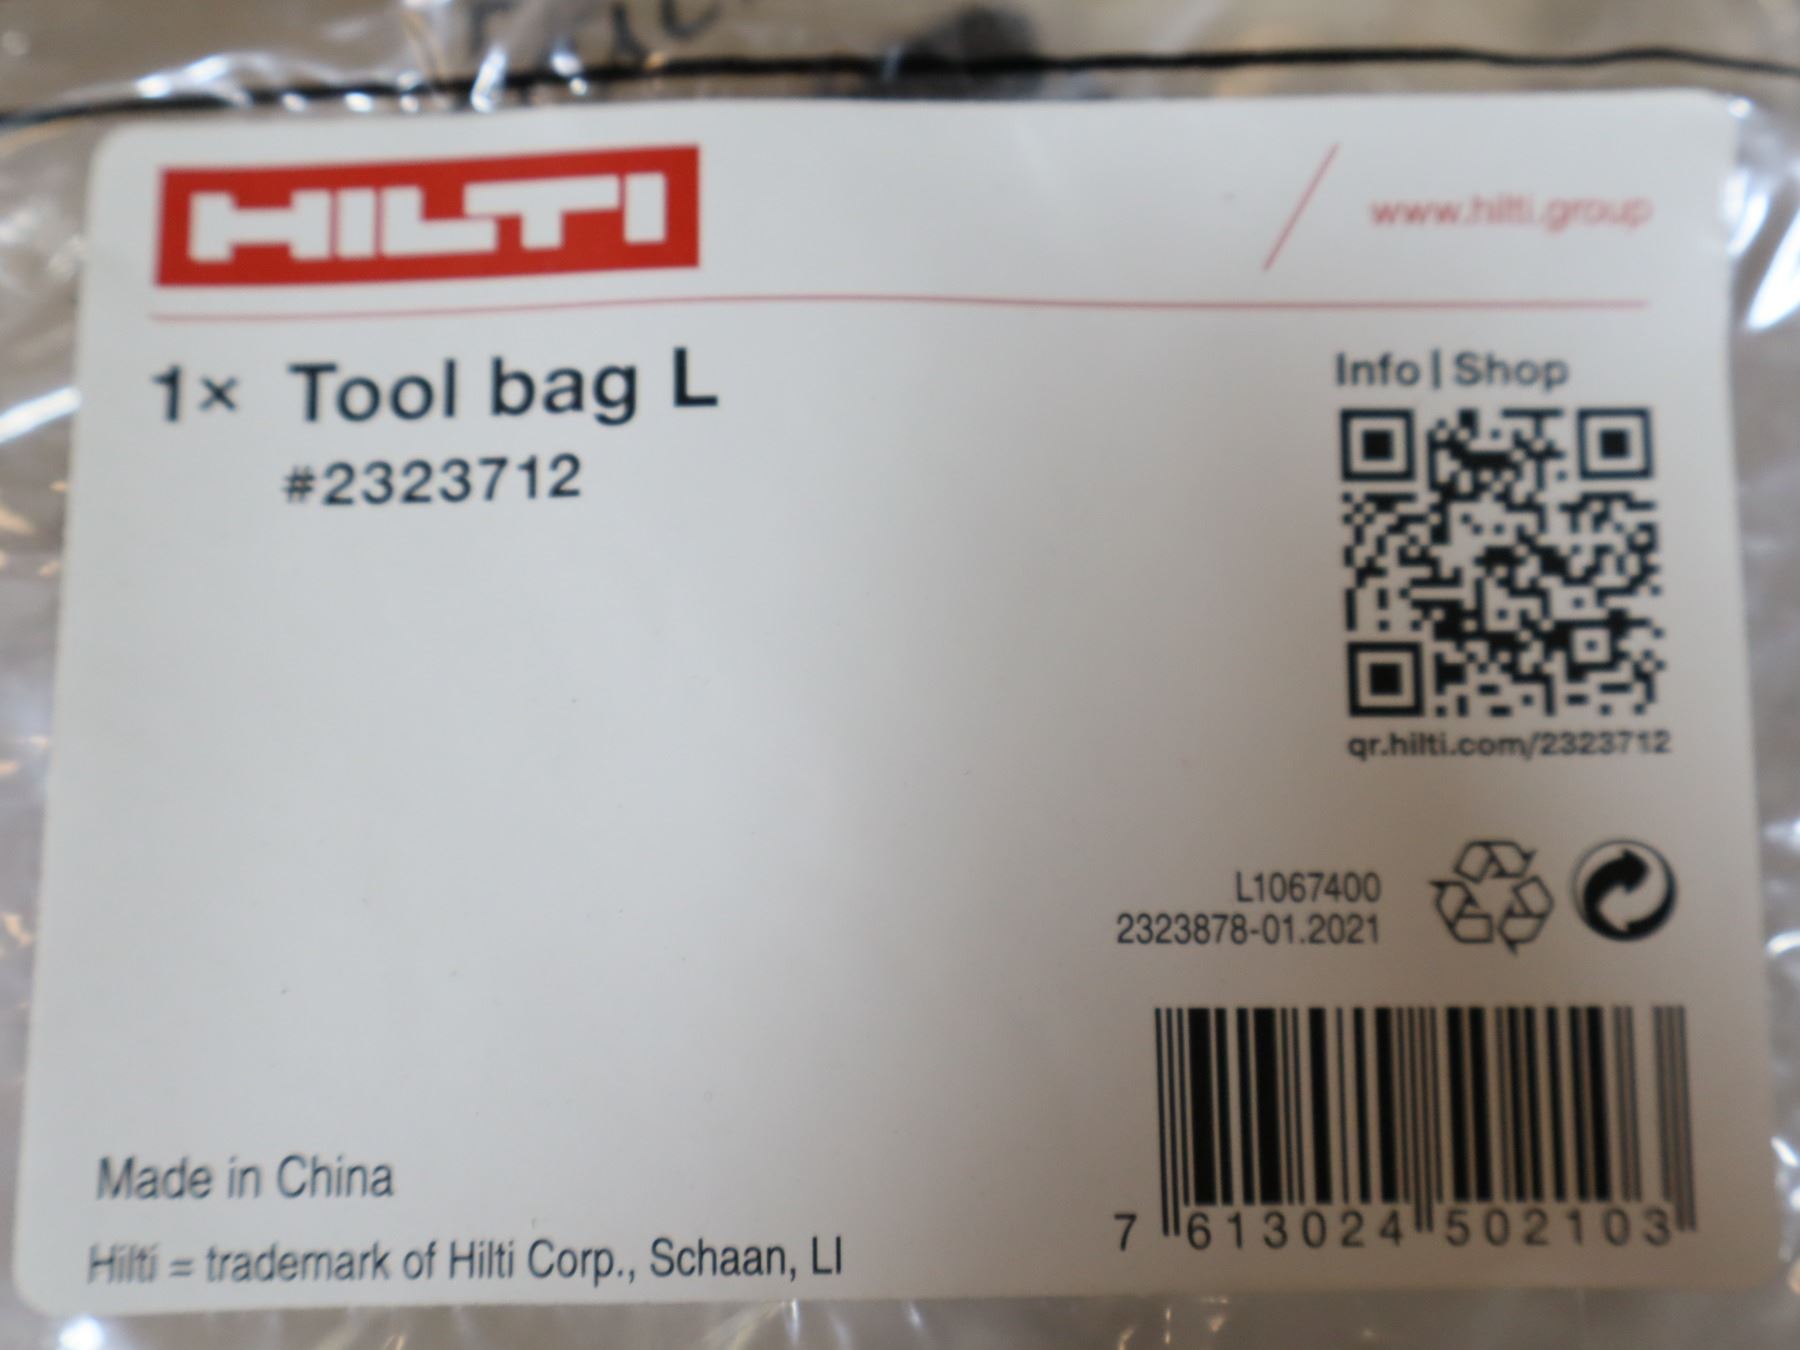 HILTI
www.hilti.group
1× Tool bag L
#2323712
Info | Shop
qr.hilti.com/2323712
L1067400
2323878-01.2021
Made in China
Hilti = trademark of Hilti Corp., Schaan, LI
7 613024 502103